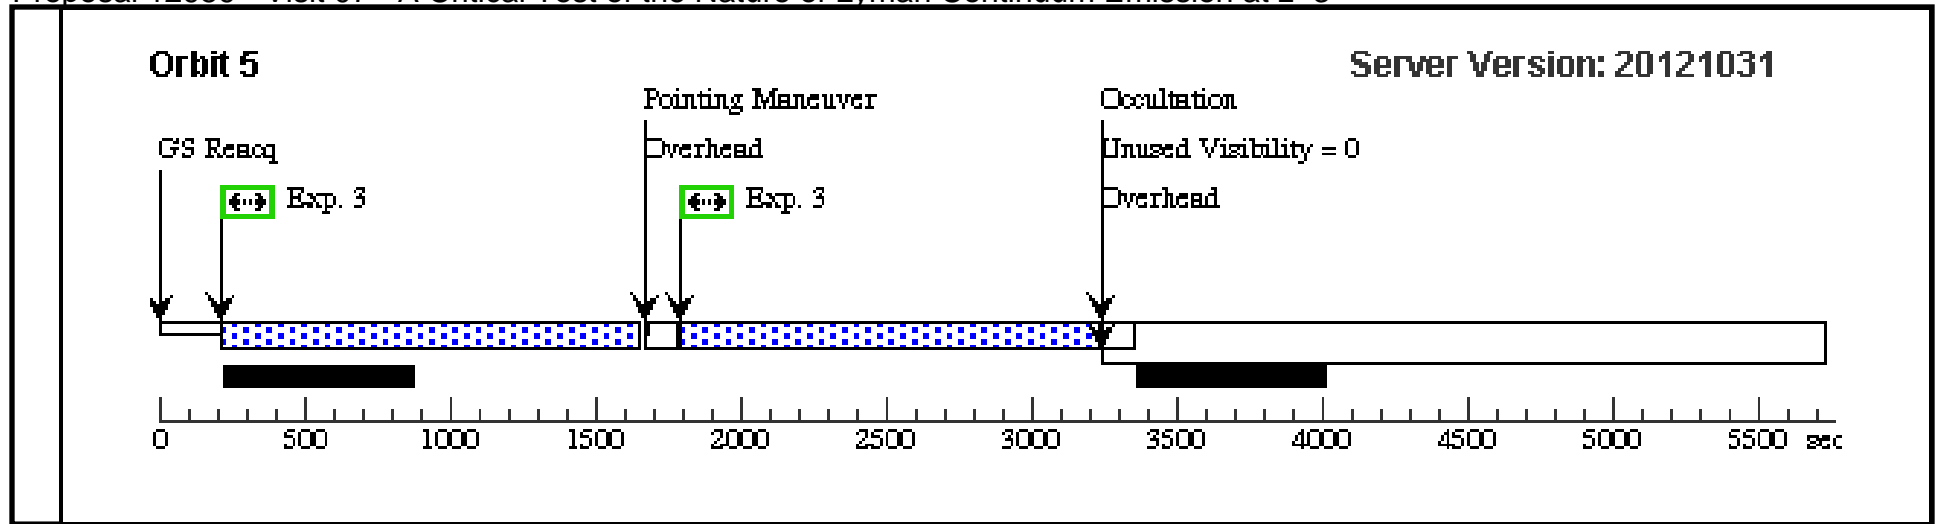 Orbit 5
Server Version: 20121031
Pointing Maneuver
Occultation
GS Reacq
Overhead
Unused Visibility = 0
Exp. 3
Exp. 3
Overhead
0 500 1000 1500 2000 2500 3000 3500 4000 4500 5000 5500 sec